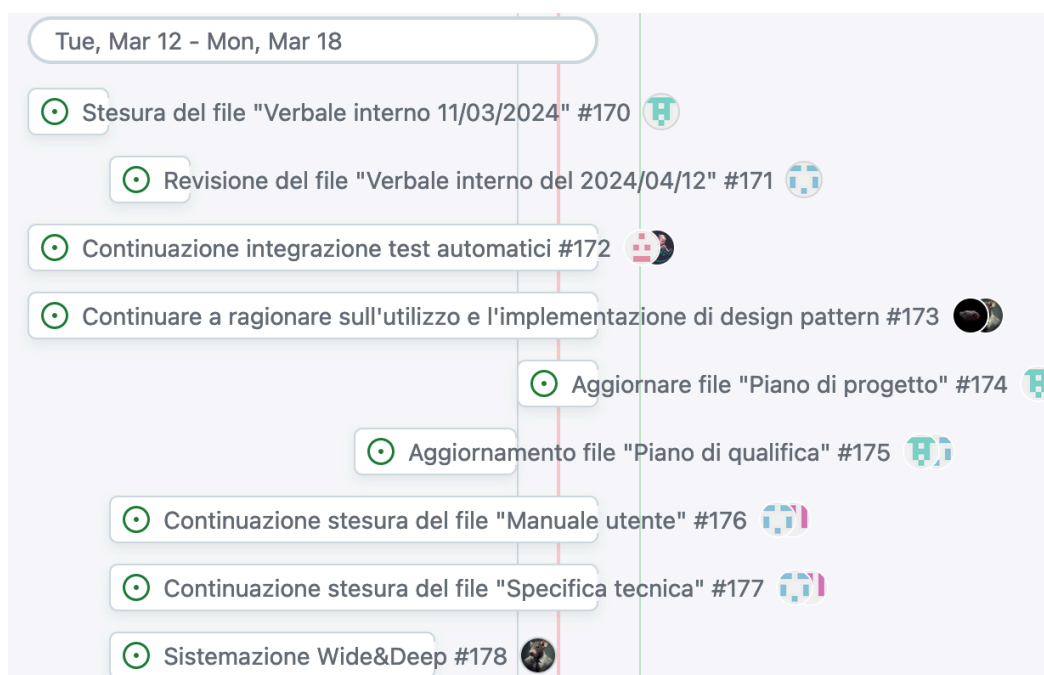 Tue, Mar 12 - Mon, Mar 18
Stesura del file "Verbale interno 11/03/2024" #170
Revisione del file "Verbale interno del 2024/04/12" #171
Continuazione integrazione test automatici #172
Continuare a ragionare sull'utilizzo e l'implementazione di design pattern #173
Aggiornare file "Piano di progetto" #174
Aggiornamento file "Piano di qualifica" #175
Continuazione stesura del file "Manuale utente" #176
Continuazione stesura del file "Specifica tecnica" #177
Sistemazione Wide&Deep #178